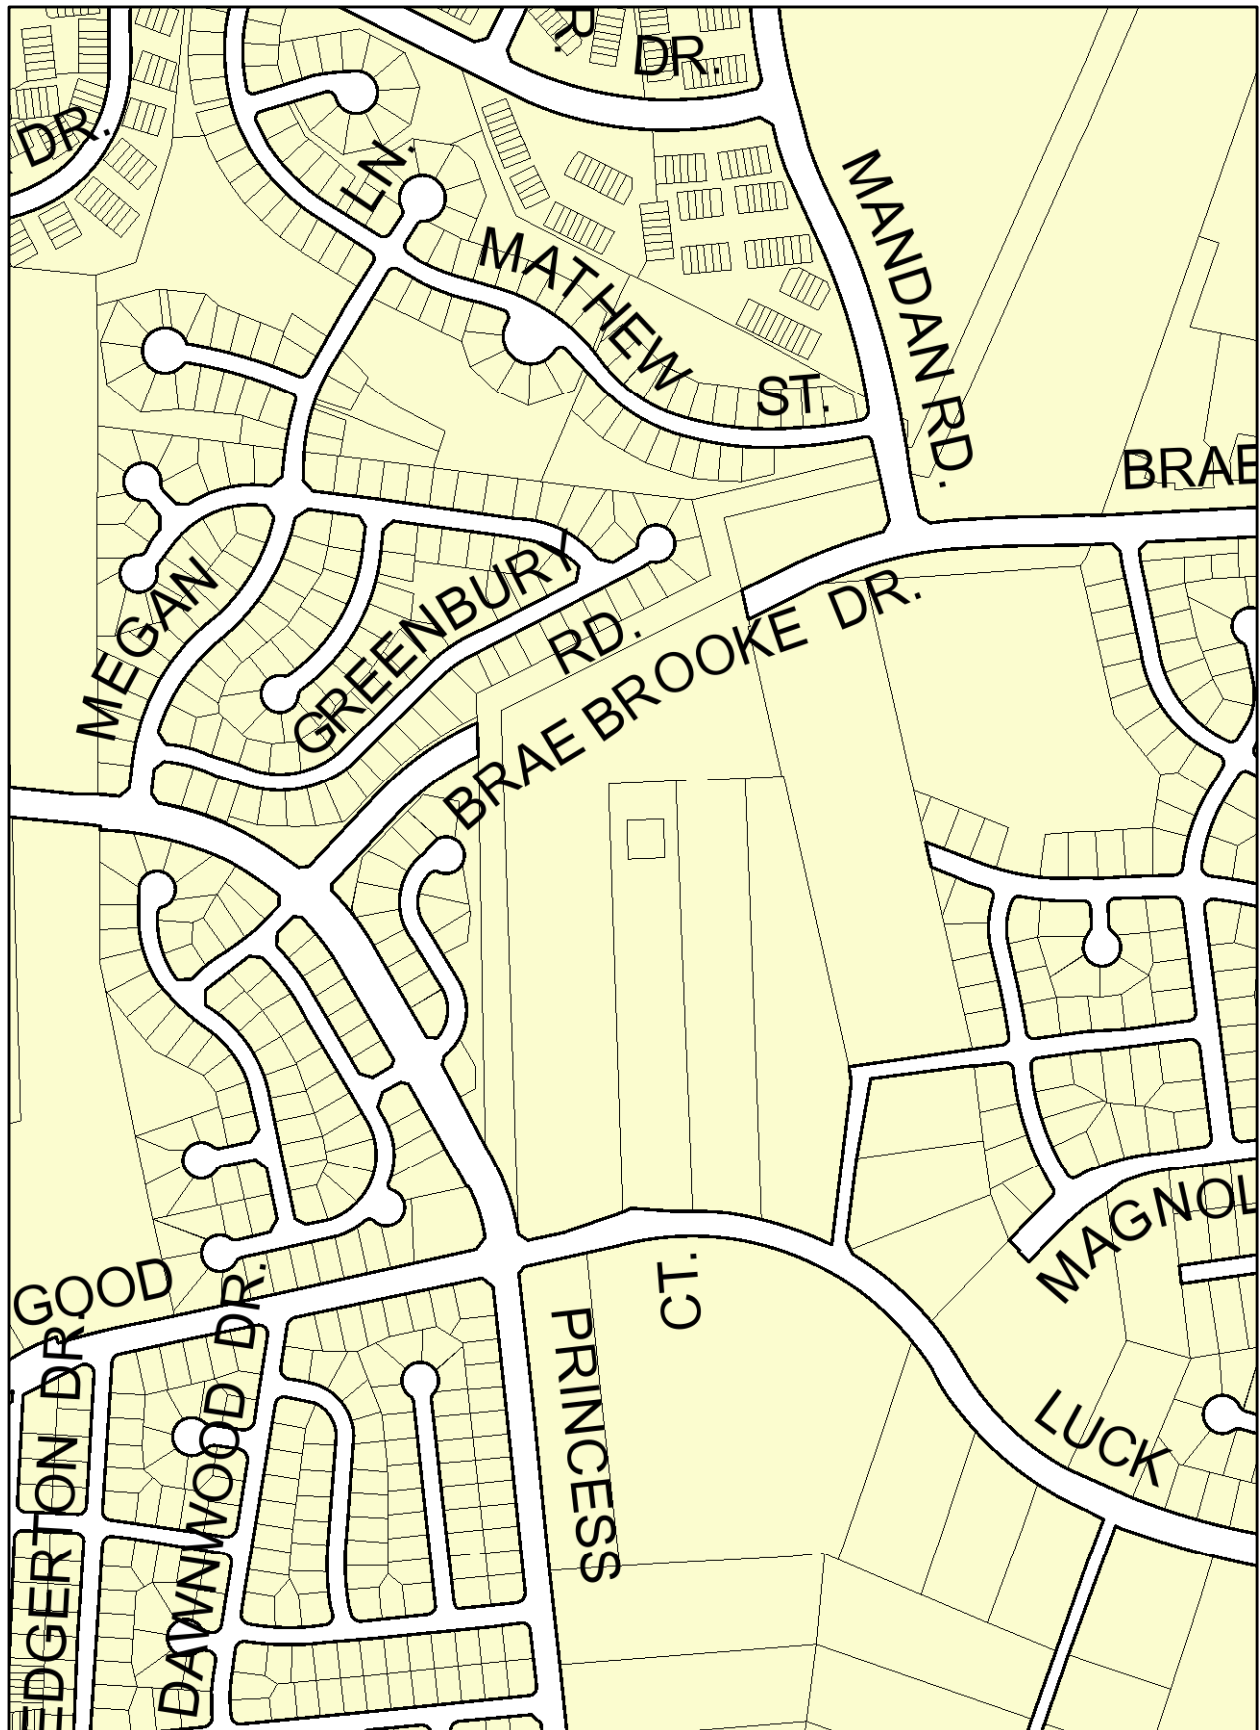 R.
DR.
DR.
LN.
MATHEW
ST.
MANDAN RD.
BRAE
MEGAN
GREENBURY
RD.
BRAE BROOKE DR.
MAGNOL
GOOD
LUCK
EDGERTON DR.
DAWNWOOD DR.
CT.
PRINCESS